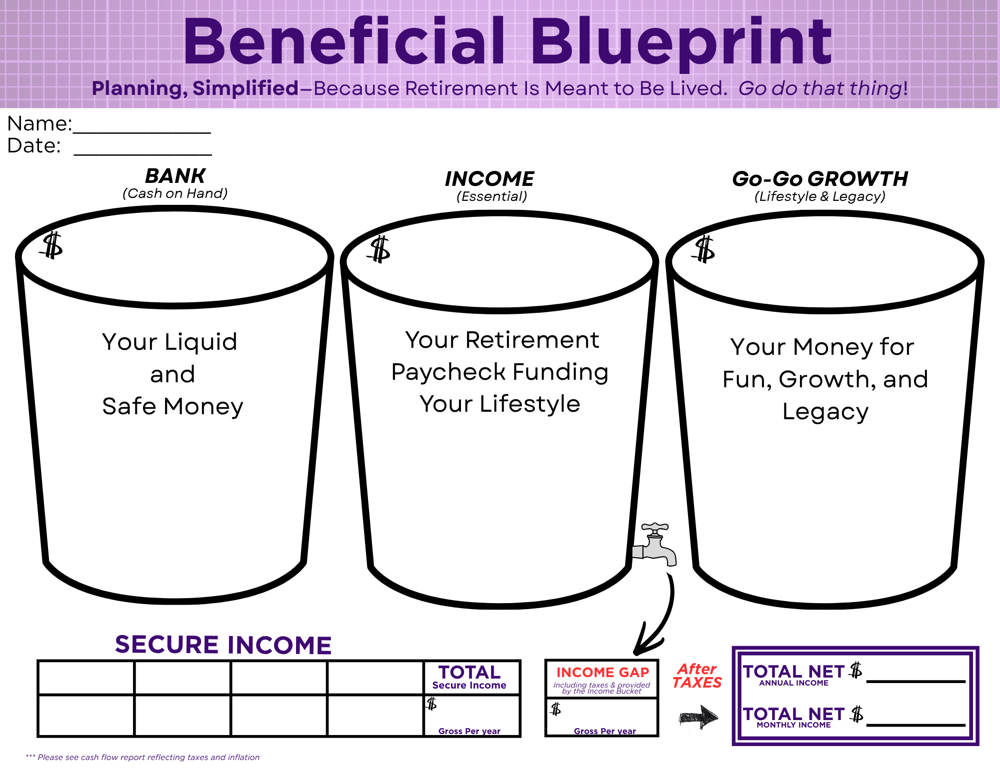 Beneficial Blueprint
Planning, Simplified–Because Retirement Is Meant to Be Lived. Go do that thing!
Name:___________
Date: ___________
BANK
(Cash on Hand)
$
Your Liquid
and
Safe Money
INCOME
(Essential)
$
Your Retirement
Paycheck Funding
Your Lifestyle
Go-Go GROWTH
(Lifestyle & Legacy)
$
Your Money for
Fun, Growth, and
Legacy
SECURE INCOME
TOTAL
Secure Income
$
Gross Per year
INCOME GAP
Including taxes & provided
by the Income Bucket
$
Gross Per year
After
TAXES
TOTAL NET $
ANNUAL INCOME
TOTAL NET $
MONTHLY INCOME
*** Please see cash flow report reflecting taxes and inflation